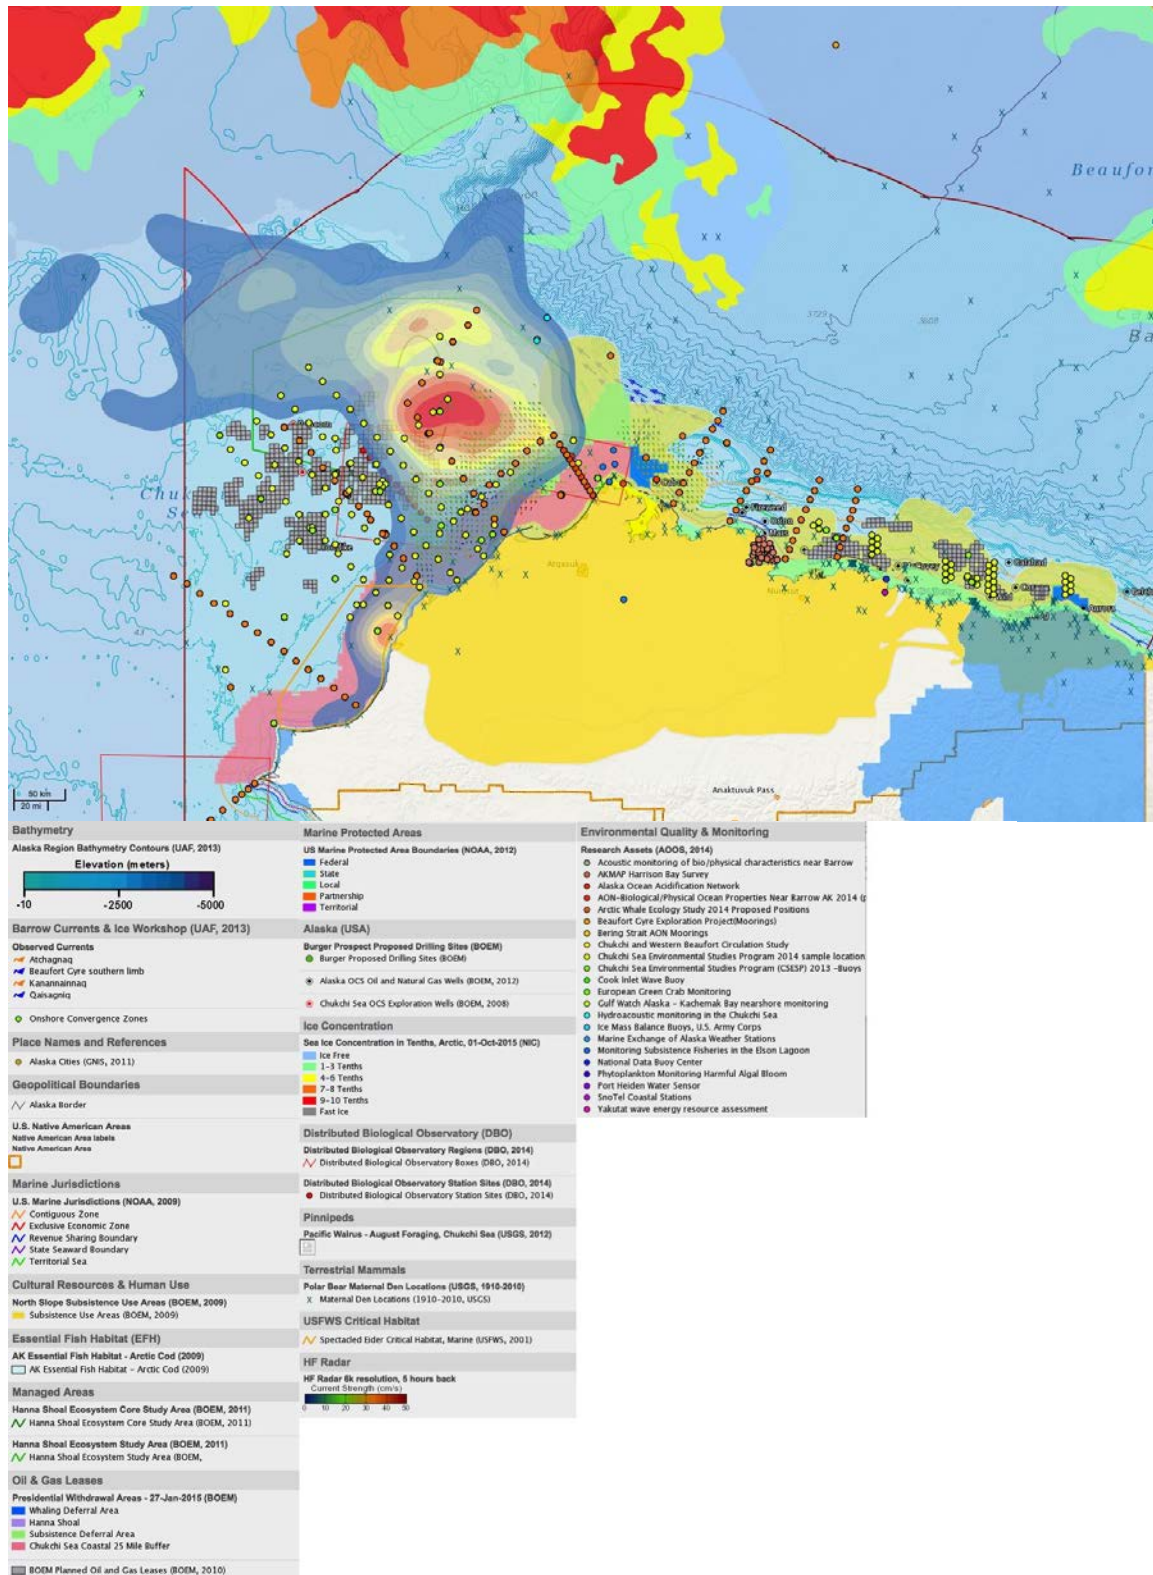 Beaufor
3729
3608
Ba
Chukchi
Se
Fireweed
Orion
Mars
Galahad
Aurora
Atqasuk
Nuiqsut
43
Anaktuvuk Pass
50 km
20 mi
Bathymetry
Alaska Region Bathymetry Contours (UAF, 2013)
Elevation (meters)
-10 -2500 -5000
Barrow Currents & Ice Workshop (UAF, 2013)
Observed Currents
Atchagnaq
Beaufort Gyre southern limb
Kanannainnaq
Qaisagniq
Onshore Convergence Zones
Place Names and References
Alaska Cities (GNIS, 2011)
Geopolitical Boundaries
Alaska Border
U.S. Native American Areas
Native American Area labels
Native American Area
Marine Jurisdictions
U.S. Marine Jurisdictions (NOAA, 2009)
Contiguous Zone
Exclusive Economic Zone
Revenue Sharing Boundary
State Seaward Boundary
Territorial Sea
Cultural Resources & Human Use
North Slope Subsistence Use Areas (BOEM, 2009)
Subsistence Use Areas (BOEM, 2009)
Essential Fish Habitat (EFH)
AK Essential Fish Habitat - Arctic Cod (2009)
AK Essential Fish Habitat - Arctic Cod (2009)
Managed Areas
Hanna Shoal Ecosystem Core Study Area (BOEM, 2011)
Hanna Shoal Ecosystem Core Study Area (BOEM, 2011)
Hanna Shoal Ecosystem Study Area (BOEM, 2011)
Hanna Shoal Ecosystem Study Area (BOEM,
Oil & Gas Leases
Presidential Withdrawal Areas - 27-Jan-2015 (BOEM)
Whaling Deferral Area
Hanna Shoal
Subsistence Deferral Area
Chukchi Sea Coastal 25 Mile Buffer
BOEM Planned Oil and Gas Leases (BOEM, 2010)
Marine Protected Areas
US Marine Protected Area Boundaries (NOAA, 2012)
Federal
State
Local
Partnership
Territorial
Alaska (USA)
Burger Prospect Proposed Drilling Sites (BOEM)
Burger Proposed Drilling Sites (BOEM)
Alaska OCS Oil and Natural Gas Wells (BOEM, 2012)
Chukchi Sea OCS Exploration Wells (BOEM, 2008)
Ice Concentration
Sea Ice Concentration in Tenths, Arctic, 01-Oct-2015 (NIC)
Ice Free
1-3 Tenths
4-6 Tenths
7-8 Tenths
9-10 Tenths
Fast Ice
Distributed Biological Observatory (DBO)
Distributed Biological Observatory Regions (DBO, 2014)
Distributed Biological Observatory Boxes (DBO, 2014)
Distributed Biological Observatory Station Sites (DBO, 2014)
Distributed Biological Observatory Station Sites (DBO, 2014)
Pinnipeds
Pacific Walrus - August Foraging, Chukchi Sea (USGS, 2012)
Terrestrial Mammals
Polar Bear Maternal Den Locations (USGS, 1910-2010)
Maternal Den Locations (1910-2010, USGS)
USFWS Critical Habitat
Spectacled Eider Critical Habitat, Marine (USFWS, 2001)
HF Radar
HF Radar 6k resolution, 5 hours back
Current Strength (cm/s)
0 10 20 30 40 50
Environmental Quality & Monitoring
Research Assets (AOOS, 2014)
Acoustic monitoring of bio/physical characteristics near Barrow
AKMAP Harrison Bay Survey
Alaska Ocean Acidification Network
AON-Biological/Physical Ocean Properties Near Barrow AK 2014 (p
Arctic Whale Ecology Study 2014 Proposed Positions
Beaufort Gyre Exploration Project(Moorings)
Bering Strait AON Moorings
Chukchi and Western Beaufort Circulation Study
Chukchi Sea Environmental Studies Program 2014 sample location
Chukchi Sea Environmental Studies Program (CSESP) 2013 -Buoys
Cook Inlet Wave Buoy
European Green Crab Monitoring
Gulf Watch Alaska - Kachemak Bay nearshore monitoring
Hydroacoustic monitoring in the Chukchi Sea
Ice Mass Balance Buoys, U.S. Army Corps
Marine Exchange of Alaska Weather Stations
Monitoring Subsistence Fisheries in the Elson Lagoon
National Data Buoy Center
Phytoplankton Monitoring Harmful Algal Bloom
Port Heiden Water Sensor
SnoTel Coastal Stations
Yakutat wave energy resource assessment